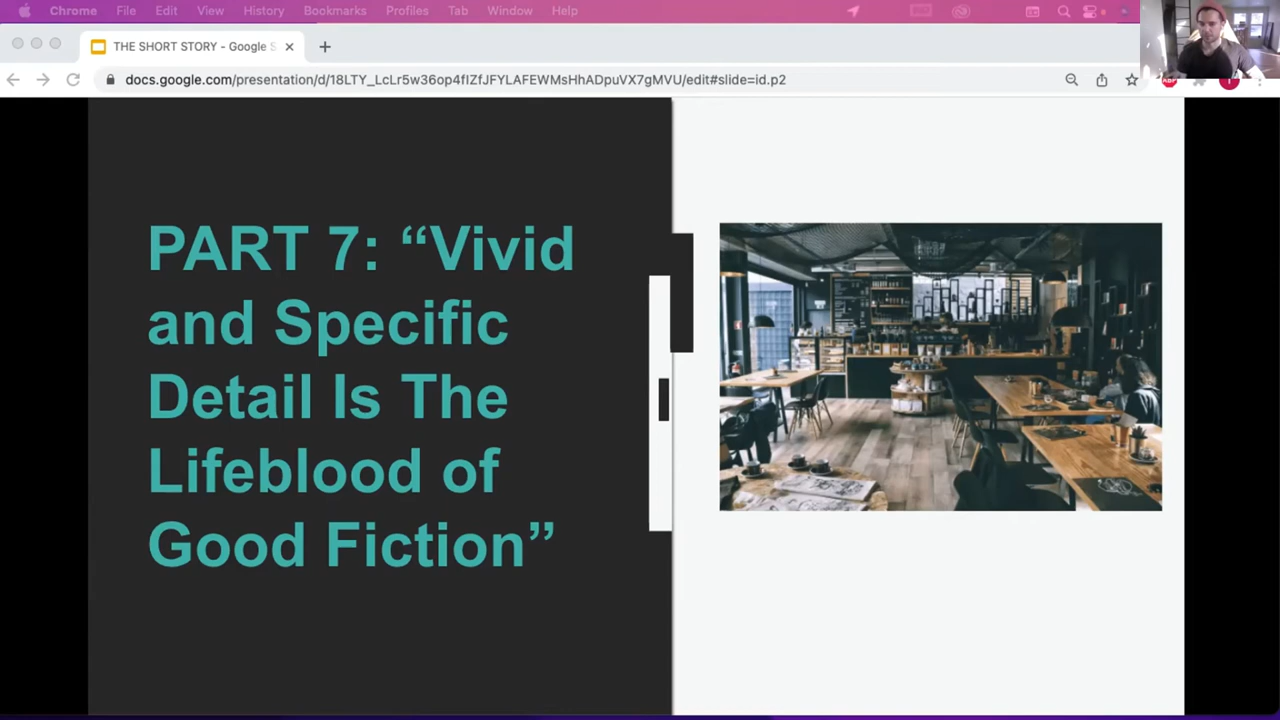 Chrome File Edit View History Bookmarks Profiles Tab Window Help
THE SHORT STORY - Google S
docs.google.com/presentation/d/18LTY_LcLr5w36op4fIZfJFYLAFEWMsHhADpuVX7gMVU/edit#slide=id.p2
PART 7: “Vivid
and Specific
Detail Is The
Lifeblood of
Good Fiction”